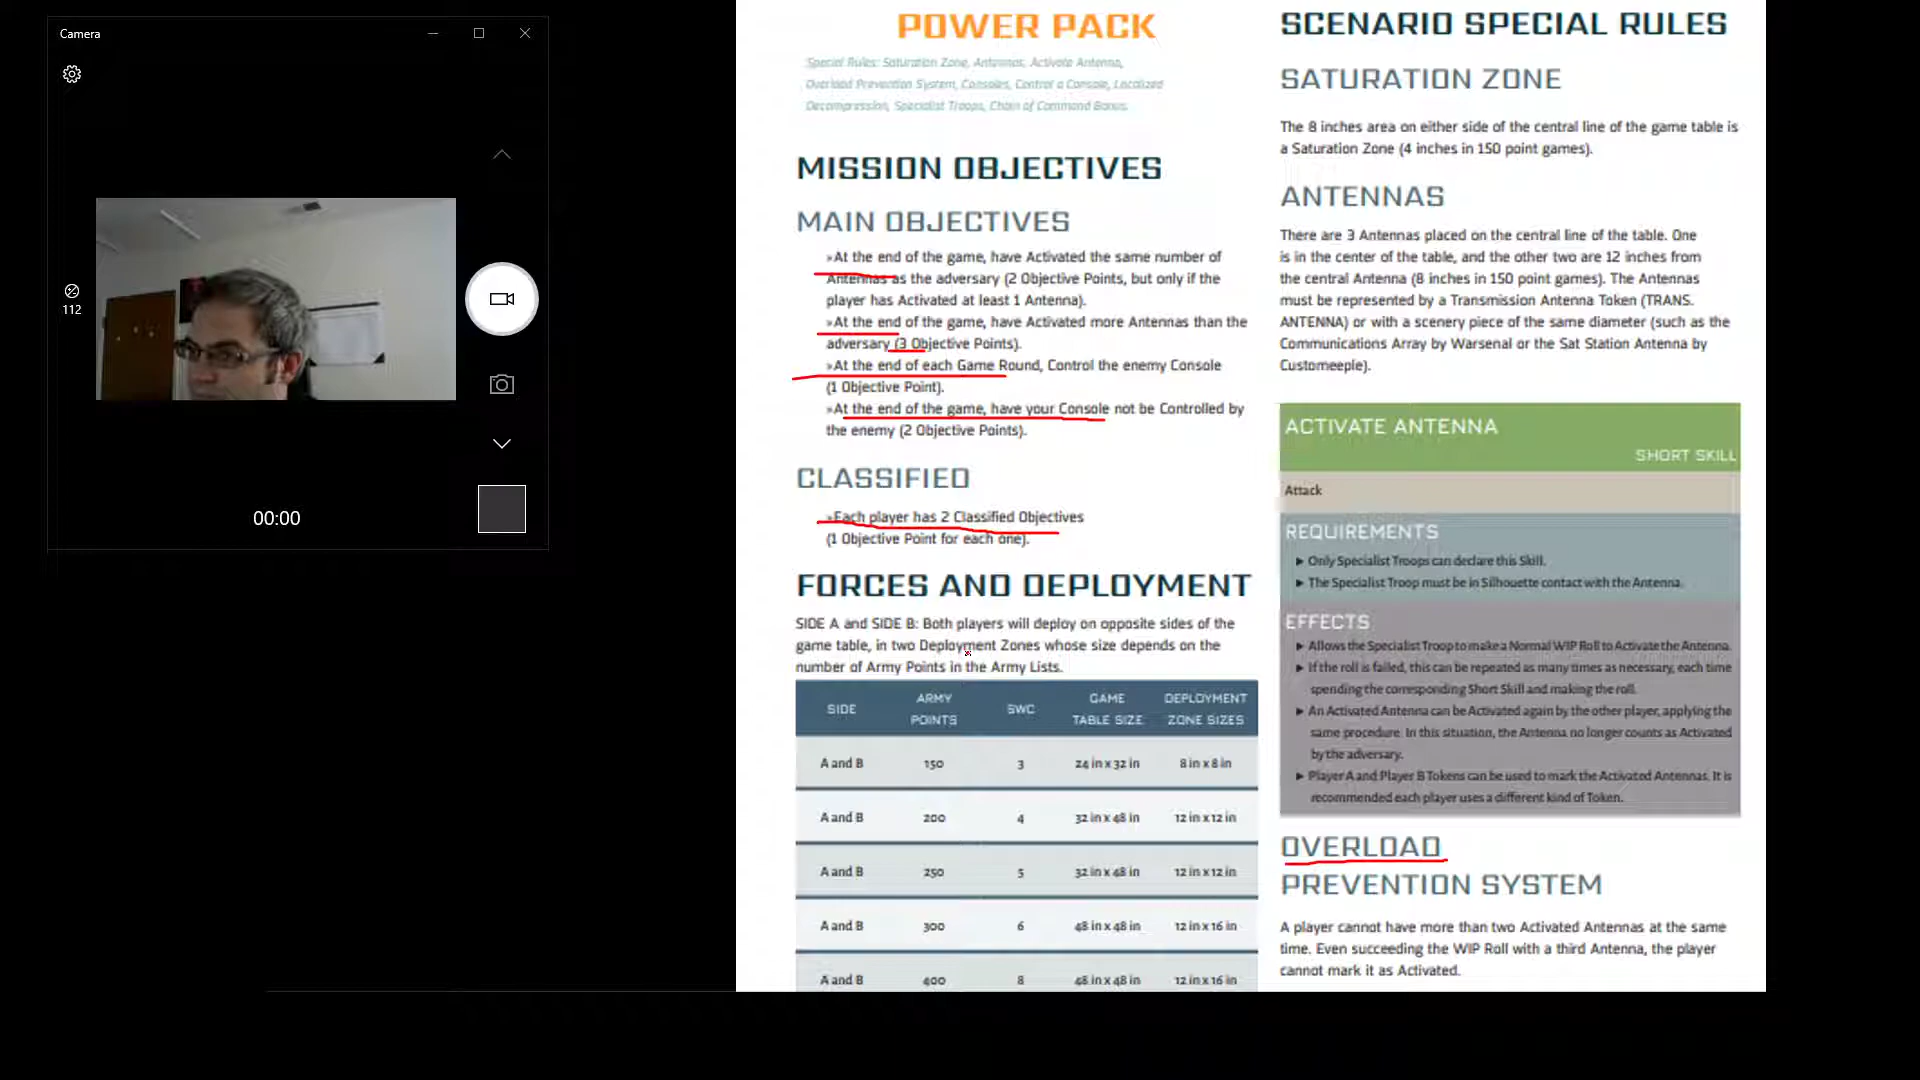 Camera
112
00:00
POWER PACK
Special Rules: Saturation Zone, Antennas, Activate Antenna,
Overload Prevention System, Consoles, Control a Console, Localized
Decompression, Specialist Troops, Chain of Command Bonus.
MISSION OBJECTIVES
MAIN OBJECTIVES
»At the end of the game, have Activated the same number of
Antennas as the adversary (2 Objective Points, but only if the
player has Activated at least 1 Antenna).
»At the end of the game, have Activated more Antennas than the
adversary (3 Objective Points).
»At the end of each Game Round, Control the enemy Console
(1 Objective Point).
»At the end of the game, have your Console not be Controlled by
the enemy (2 Objective Points).
CLASSIFIED
»Each player has 2 Classified Objectives
(1 Objective Point for each one).
FORCES AND DEPLOYMENT
SIDE A and SIDE B: Both players will deploy on opposite sides of the
game table, in two Deployment Zones whose size depends on the
number of Army Points in the Army Lists.
SIDE ARMY POINTS SWC GAME TABLE SIZE DEPLOYMENT ZONE SIZES
A and B 150 3 24 in x 32 in 8 in x 8 in
A and B 200 4 32 in x 48 in 12 in x 12 in
A and B 250 5 32 in x 48 in 12 in x 12 in
A and B 300 6 48 in x 48 in 12 in x 16 in
A and B 400 8 48 in x 48 in 12 in x 16 in
SCENARIO SPECIAL RULES
SATURATION ZONE
The 8 inches area on either side of the central line of the game table is
a Saturation Zone (4 inches in 150 point games).
ANTENNAS
There are 3 Antennas placed on the central line of the table. One
is in the center of the table, and the other two are 12 inches from
the central Antenna (8 inches in 150 point games). The Antennas
must be represented by a Transmission Antenna Token (TRANS.
ANTENNA) or with a scenery piece of the same diameter (such as the
Communications Array by Warsenal or the Sat Station Antenna by
Customeeple).
ACTIVATE ANTENNA
SHORT SKILL
Attack
REQUIREMENTS
► Only Specialist Troops can declare this Skill.
► The Specialist Troop must be in Silhouette contact with the Antenna.
EFFECTS
► Allows the Specialist Troop to make a Normal WIP Roll to Activate the Antenna.
► If the roll is failed, this can be repeated as many times as necessary, each time
spending the corresponding Short Skill and making the roll.
► An Activated Antenna can be Activated again by the other player, applying the
same procedure. In this situation, the Antenna no longer counts as Activated
by the adversary.
► Player A and Player B Tokens can be used to mark the Activated Antennas. It is
recommended each player uses a different kind of Token.
OVERLOAD
PREVENTION SYSTEM
A player cannot have more than two Activated Antennas at the same
time. Even succeeding the WIP Roll with a third Antenna, the player
cannot mark it as Activated.